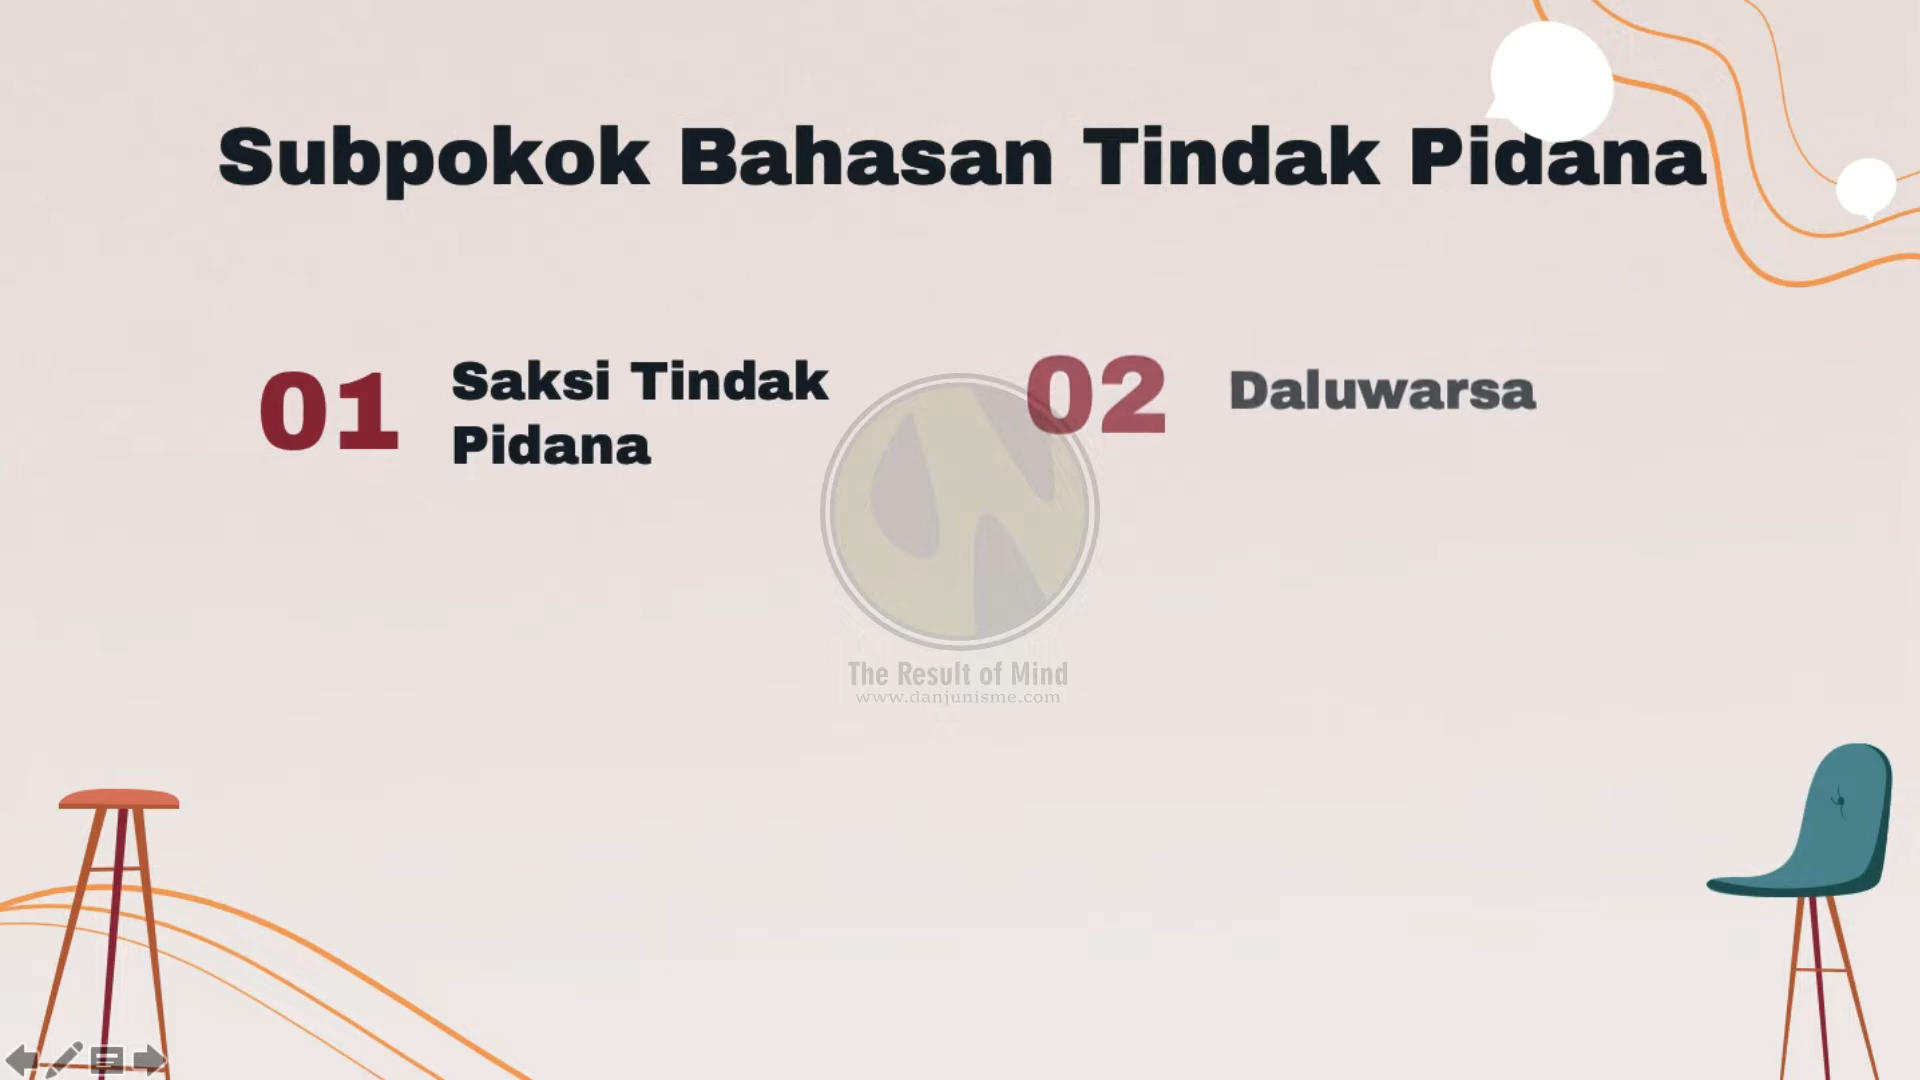 Subpokok Bahasan Tindak Pidana
01
Saksi Tindak
Pidana
02
Daluwarsa
The Result of Mind
www.danjunisme.com